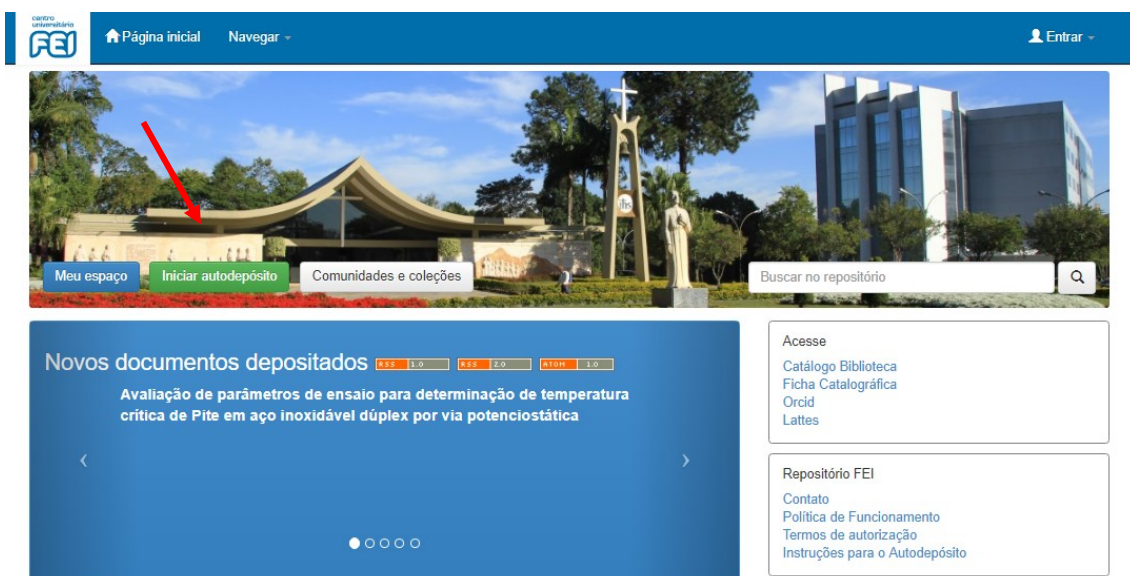 centro
universitário
FEI
Página inicial Navegar
Entrar
ihs
Meu espaço Iniciar autodepósito Comunidades e coleções Buscar no repositório
Novos documentos depositados RSS 1.0 RSS 2.0 ATOM 1.0
Avaliação de parâmetros de ensaio para determinação de temperatura
crítica de Pite em aço inoxidável dúplex por via potenciostática
Acesse
Catálogo Biblioteca
Ficha Catalográfica
Orcid
Lattes
Repositório FEI
Contato
Política de Funcionamento
Termos de autorização
Instruções para o Autodepósito